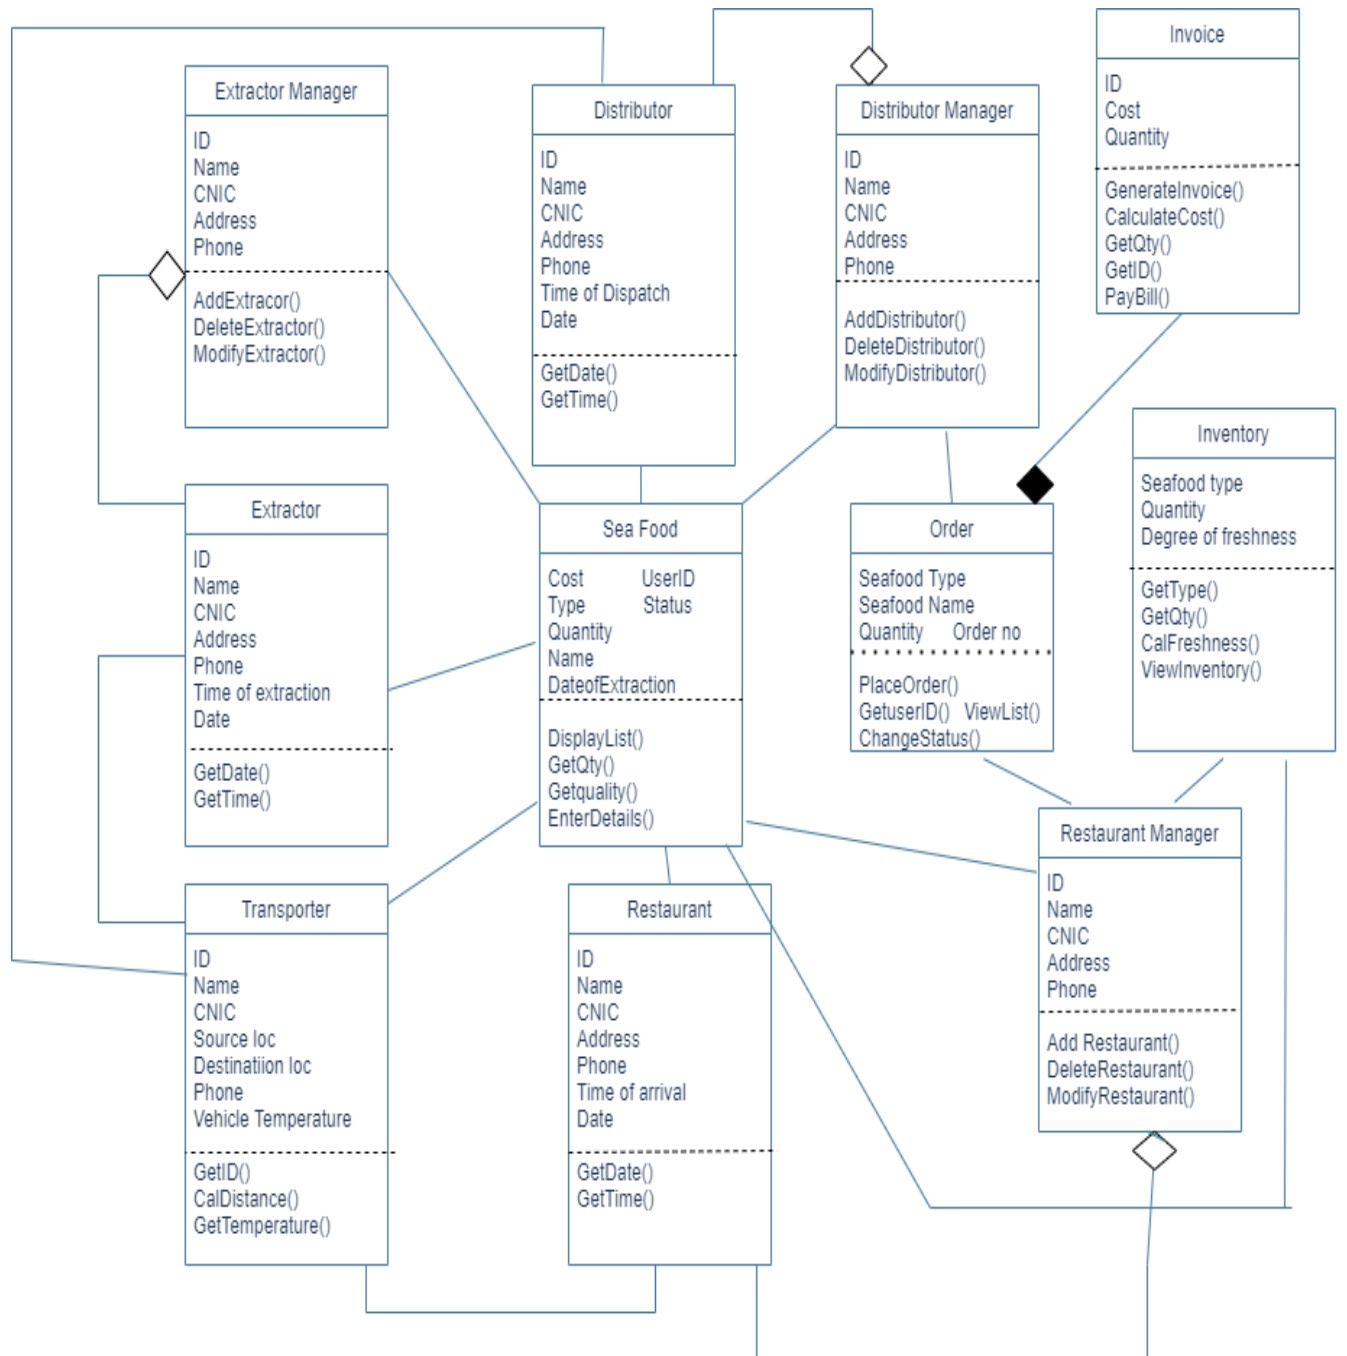 Extractor Manager
ID
Name
CNIC
Address
Phone
AddExtracor()
DeleteExtractor()
ModifyExtractor()
Distributor
ID
Name
CNIC
Address
Phone
Time of Dispatch
Date
GetDate()
GetTime()
Distributor Manager
ID
Name
CNIC
Address
Phone
AddDistributor()
DeleteDistributor()
ModifyDistributor()
Invoice
ID
Cost
Quantity
GenerateInvoice()
CalculateCost()
GetQty()
GetID()
PayBill()
Extractor
ID
Name
CNIC
Address
Phone
Time of extraction
Date
GetDate()
GetTime()
Sea Food
Cost UserID
Type Status
Quantity
Name
DateofExtraction
DisplayList()
GetQty()
Getquality()
EnterDetails()
Order
Seafood Type
Seafood Name
Quantity Order no
PlaceOrder()
GetuserID() ViewList()
ChangeStatus()
Inventory
Seafood type
Quantity
Degree of freshness
GetType()
GetQty()
CalFreshness()
ViewInventory()
Transporter
ID
Name
CNIC
Source loc
Destinatiion loc
Phone
Vehicle Temperature
GetID()
CalDistance()
GetTemperature()
Restaurant
ID
Name
CNIC
Address
Phone
Time of arrival
Date
GetDate()
GetTime()
Restaurant Manager
ID
Name
CNIC
Address
Phone
Add Restaurant()
DeleteRestaurant()
ModifyRestaurant()